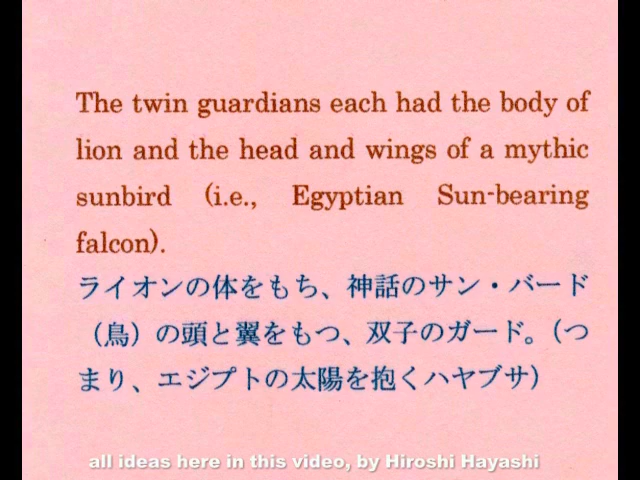 The twin guardians each had the body of
lion and the head and wings of a mythic
sunbird (i.e., Egyptian Sun-bearing
falcon).
ライオンの体をもち、神話のサン・バード
（鳥）の頭と翼をもつ、双子のガード。（つ
まり、エジプトの太陽を抱くハヤブサ）
all ideas here in this video, by Hiroshi Hayashi